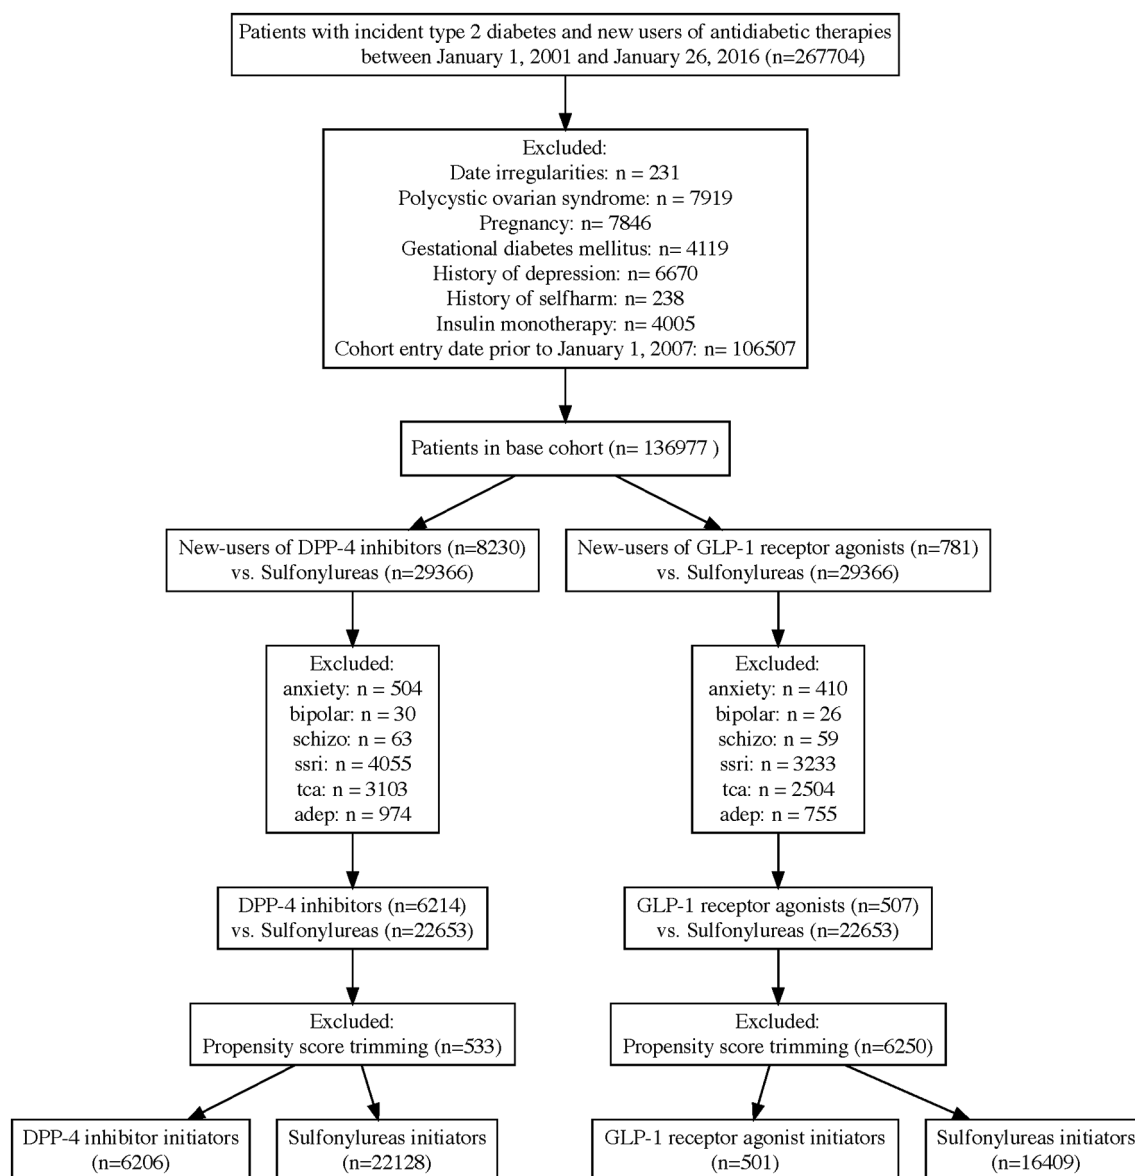 Patients with incident type 2 diabetes and new users of antidiabetic therapies
between January 1, 2001 and January 26, 2016 (n=267704)
Excluded:
Date irregularities: n = 231
Polycystic ovarian syndrome: n = 7919
Pregnancy: n= 7846
Gestational diabetes mellitus: n= 4119
History of depression: n= 6670
History of selfharm: n= 238
Insulin monotherapy: n= 4005
Cohort entry date prior to January 1, 2007: n= 106507
Patients in base cohort (n= 136977 )
New-users of DPP-4 inhibitors (n=8230)
vs. Sulfonylureas (n=29366)
New-users of GLP-1 receptor agonists (n=781)
vs. Sulfonylureas (n=29366)
Excluded:
anxiety: n = 504
bipolar: n = 30
schizo: n = 63
ssri: n = 4055
tca: n = 3103
adep: n = 974
Excluded:
anxiety: n = 410
bipolar: n = 26
schizo: n = 59
ssri: n = 3233
tca: n = 2504
adep: n = 755
DPP-4 inhibitors (n=6214)
vs. Sulfonylureas (n=22653)
GLP-1 receptor agonists (n=507)
vs. Sulfonylureas (n=22653)
Excluded:
Propensity score trimming (n=533)
Excluded:
Propensity score trimming (n=6250)
DPP-4 inhibitor initiators
(n=6206)
Sulfonylureas initiators
(n=22128)
GLP-1 receptor agonist initiators
(n=501)
Sulfonylureas initiators
(n=16409)